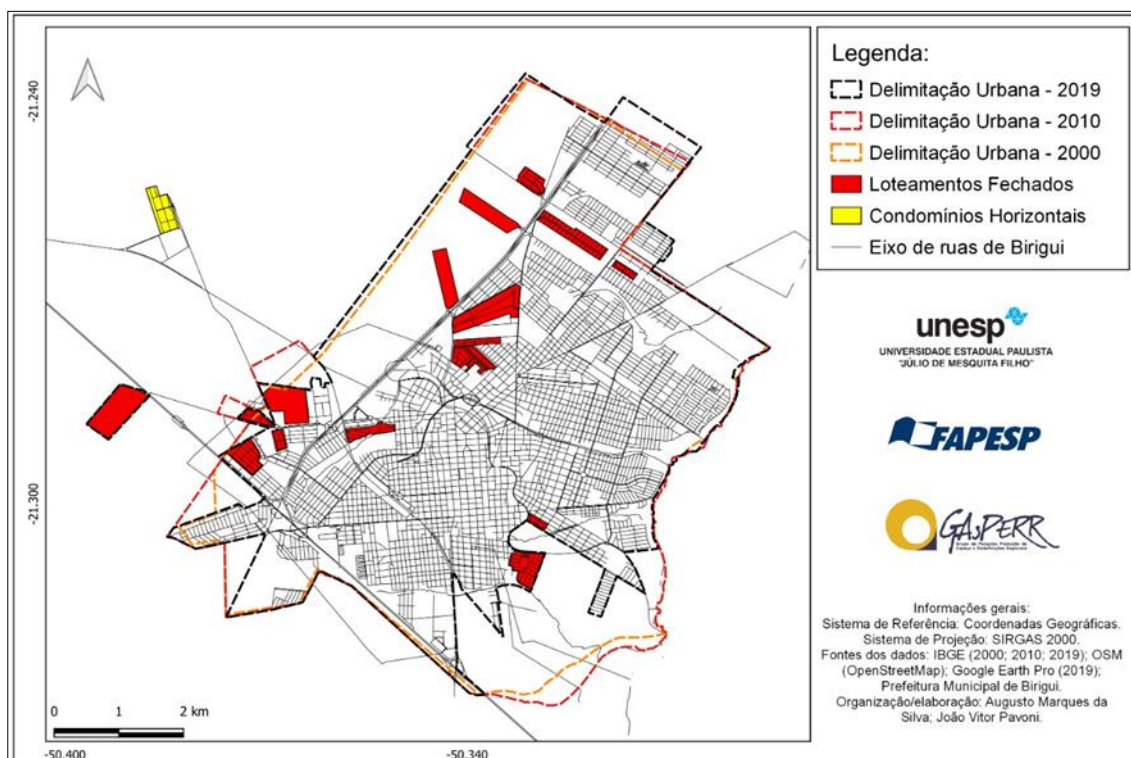 -21.240
-21.300
0 1 2 km
-50.400
-50.340
Legenda:
Delimitação Urbana - 2019
Delimitação Urbana - 2010
Delimitação Urbana - 2000
Loteamentos Fechados
Condomínios Horizontais
Eixo de ruas de Birigui
unesp
UNIVERSIDADE ESTADUAL PAULISTA
"JÚLIO DE MESQUITA FILHO"
FAPESP
GAsPERR
Informações gerais:
Sistema de Referência: Coordenadas Geográficas.
Sistema de Projeção: SIRGAS 2000.
Fontes dos dados: IBGE (2000; 2010; 2019); OSM
(OpenStreetMap); Google Earth Pro (2019);
Prefeitura Municipal de Birigui.
Organização/elaboração: Augusto Marques da
Silva; João Vitor Pavoni.